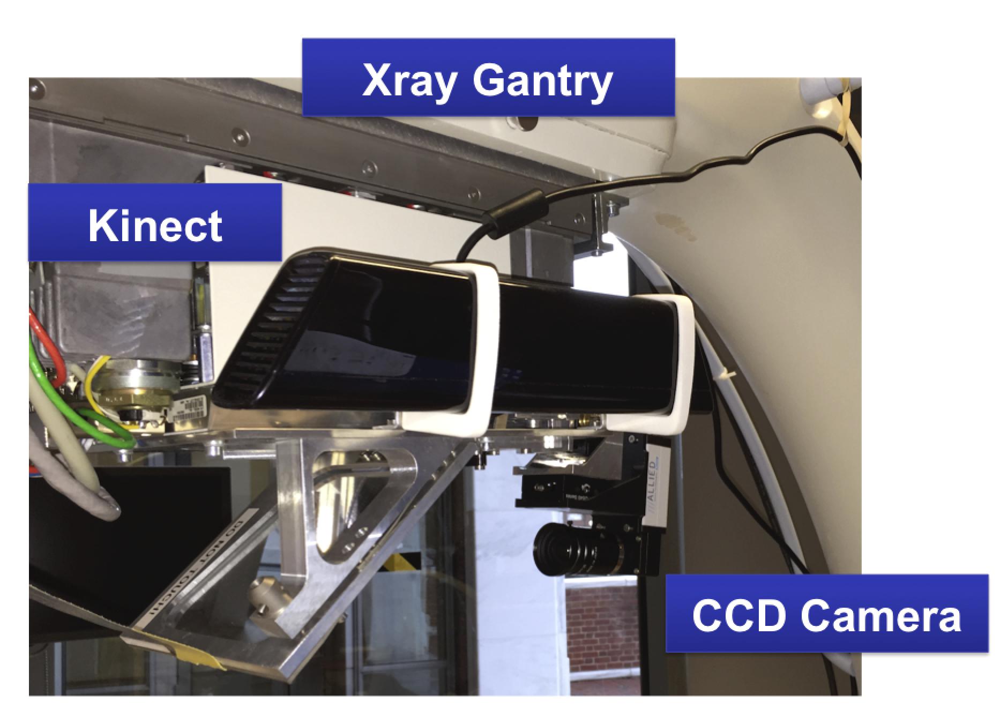 Xray Gantry
Kinect
ALLIED
DO NOT TOUCH!
CCD Camera